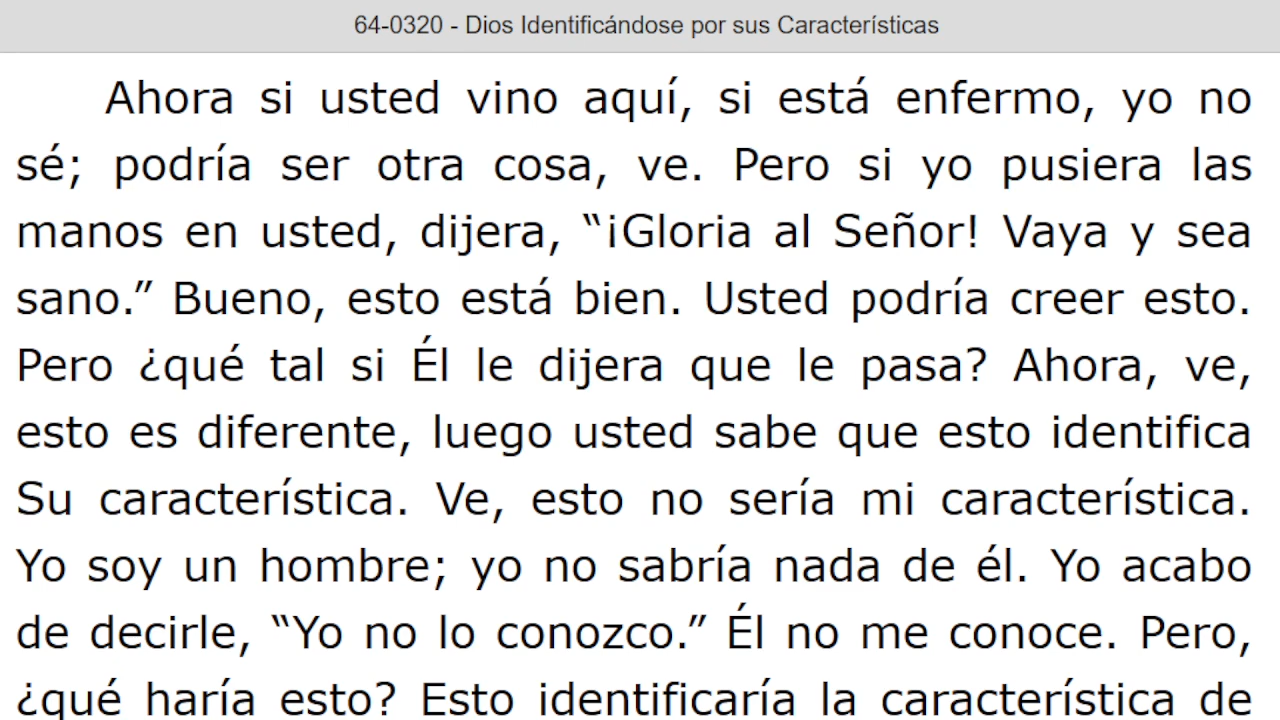 64-0320 - Dios Identificándose por sus Características
Ahora si usted vino aquí, si está enfermo, yo no
sé; podría ser otra cosa, ve. Pero si yo pusiera las
manos en usted, dijera, “¡Gloria al Señor! Vaya y sea
sano.” Bueno, esto está bien. Usted podría creer esto.
Pero ¿qué tal si Él le dijera que le pasa? Ahora, ve,
esto es diferente, luego usted sabe que esto identifica
Su característica. Ve, esto no sería mi característica.
Yo soy un hombre; yo no sabría nada de él. Yo acabo
de decirle, “Yo no lo conozco.” Él no me conoce. Pero,
¿qué haría esto? Esto identificaría la característica de